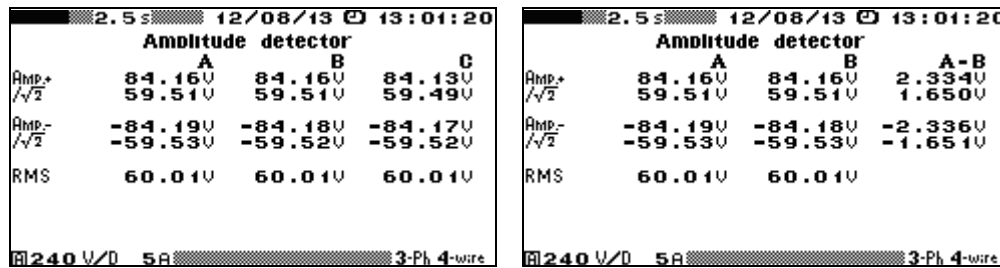 2.5s 12/08/13 13:01:20
Amplitude detector
A B C
Amp.+ 84.16V 84.16V 84.13V
/√2 59.51V 59.51V 59.49V
Amp.- -84.19V -84.18V -84.17V
/√2 -59.53V -59.52V -59.52V
RMS 60.01V 60.01V 60.01V
A 240 V/D 5A 3-Ph 4-wire
2.5s 12/08/13 13:01:20
Amplitude detector
A B A-B
Amp.+ 84.16V 84.16V 2.334V
/√2 59.51V 59.51V 1.650V
Amp.- -84.19V -84.18V -2.336V
/√2 -59.53V -59.53V -1.651V
RMS 60.01V 60.01V
A 240 V/D 5A 3-Ph 4-wire